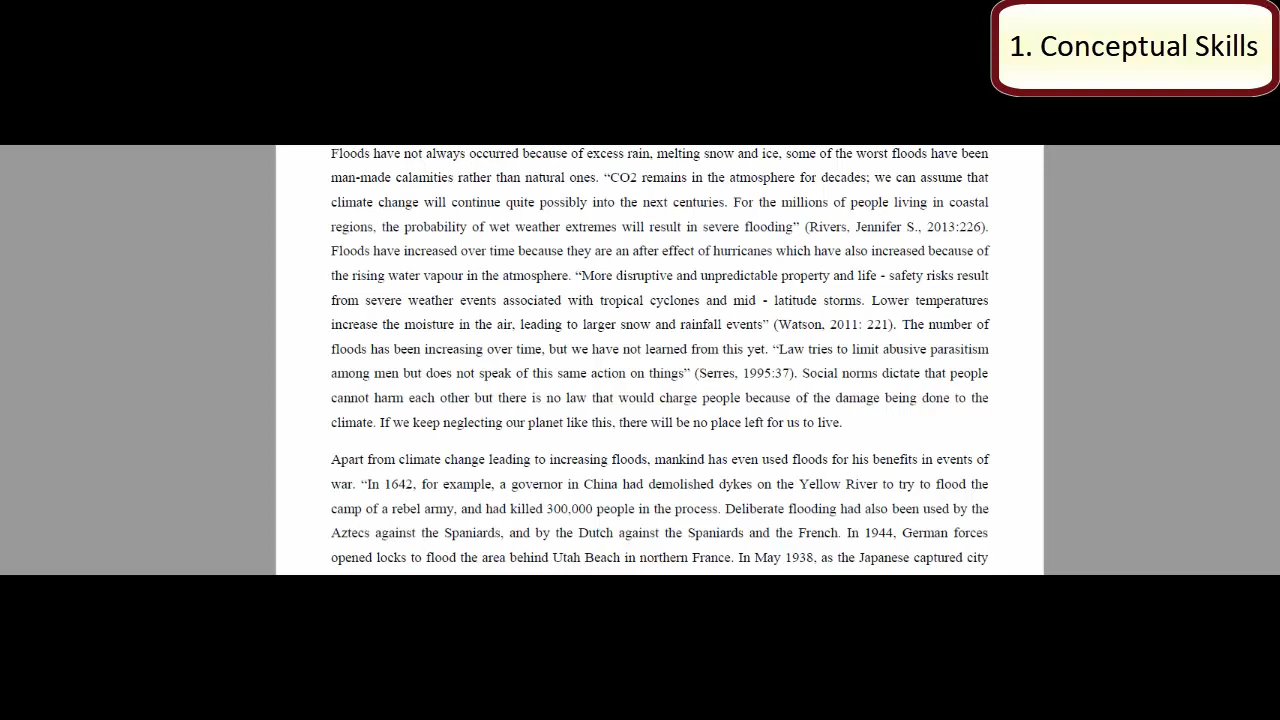 1. Conceptual Skills
Floods have not always occurred because of excess rain, melting snow and ice, some of the worst floods have been
man-made calamities rather than natural ones. “CO2 remains in the atmosphere for decades; we can assume that
climate change will continue quite possibly into the next centuries. For the millions of people living in coastal
regions, the probability of wet weather extremes will result in severe flooding” (Rivers, Jennifer S., 2013:226).
Floods have increased over time because they are an after effect of hurricanes which have also increased because of
the rising water vapour in the atmosphere. “More disruptive and unpredictable property and life - safety risks result
from severe weather events associated with tropical cyclones and mid - latitude storms. Lower temperatures
increase the moisture in the air, leading to larger snow and rainfall events” (Watson, 2011: 221). The number of
floods has been increasing over time, but we have not learned from this yet. “Law tries to limit abusive parasitism
among men but does not speak of this same action on things” (Serres, 1995:37). Social norms dictate that people
cannot harm each other but there is no law that would charge people because of the damage being done to the
climate. If we keep neglecting our planet like this, there will be no place left for us to live.
Apart from climate change leading to increasing floods, mankind has even used floods for his benefits in events of
war. “In 1642, for example, a governor in China had demolished dykes on the Yellow River to try to flood the
camp of a rebel army, and had killed 300,000 people in the process. Deliberate flooding had also been used by the
Aztecs against the Spaniards, and by the Dutch against the Spaniards and the French. In 1944, German forces
opened locks to flood the area behind Utah Beach in northern France. In May 1938, as the Japanese captured city